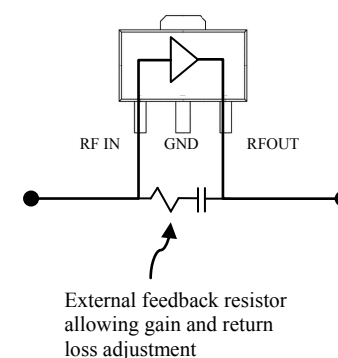 RF IN GND RFOUT
External feedback resistor
allowing gain and return
loss adjustment